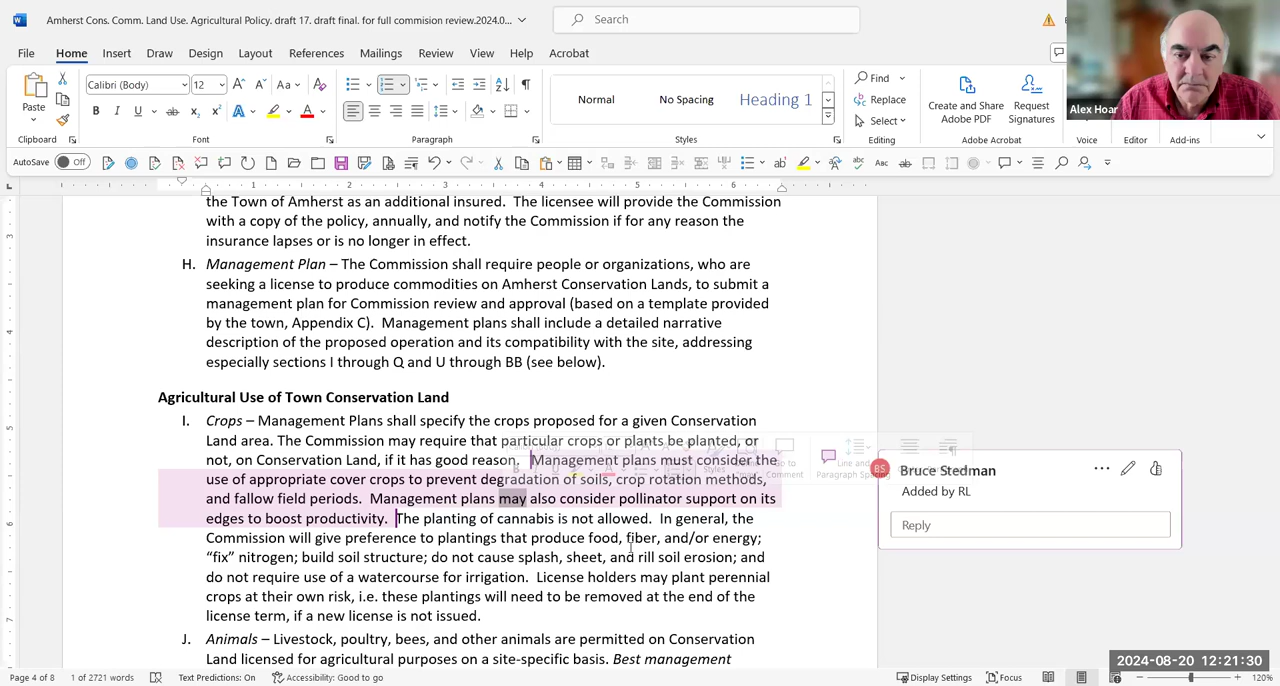 Amherst Cons. Comm. Land Use. Agricultural Policy. draft 17. draft final. for full commision review.2024.0...
Search
File Home Insert Draw Design Layout References Mailings Review View Help Acrobat
Paste
Calibri (Body) 12
Normal No Spacing Heading 1
Find
Replace
Select
Create and Share Adobe PDF
Request Signatures
Alex Hoar
Clipboard Font Paragraph Styles Editing Adobe Acrobat Voice Editor Add-ins
AutoSave Off
the Town of Amherst as an additional insured. The licensee will provide the Commission
with a copy of the policy, annually, and notify the Commission if for any reason the
insurance lapses or is no longer in effect.
H. Management Plan – The Commission shall require people or organizations, who are
seeking a license to produce commodities on Amherst Conservation Lands, to submit a
management plan for Commission review and approval (based on a template provided
by the town, Appendix C). Management plans shall include a detailed narrative
description of the proposed operation and its compatibility with the site, addressing
especially sections I through Q and U through BB (see below).
Agricultural Use of Town Conservation Land
I. Crops – Management Plans shall specify the crops proposed for a given Conservation
Land area. The Commission may require that particular crops or plants be planted, or
not, on Conservation Land, if it has good reason. Management plans must consider the
use of appropriate cover crops to prevent degradation of soils, crop rotation methods,
and fallow field periods. Management plans may also consider pollinator support on its
edges to boost productivity. The planting of cannabis is not allowed. In general, the
Commission will give preference to plantings that produce food, fiber, and/or energy;
“fix” nitrogen; build soil structure; do not cause splash, sheet, and rill soil erosion; and
do not require use of a watercourse for irrigation. License holders may plant perennial
crops at their own risk, i.e. these plantings will need to be removed at the end of the
license term, if a new license is not issued.
J. Animals – Livestock, poultry, bees, and other animals are permitted on Conservation
Land licensed for agricultural purposes on a site-specific basis. Best management
BS Bruce Stedman
Added by RL
Reply
2024-08-20 12:21:30
Page 4 of 8 1 of 2721 words Text Predictions: On Accessibility: Good to go Display Settings Focus 120%